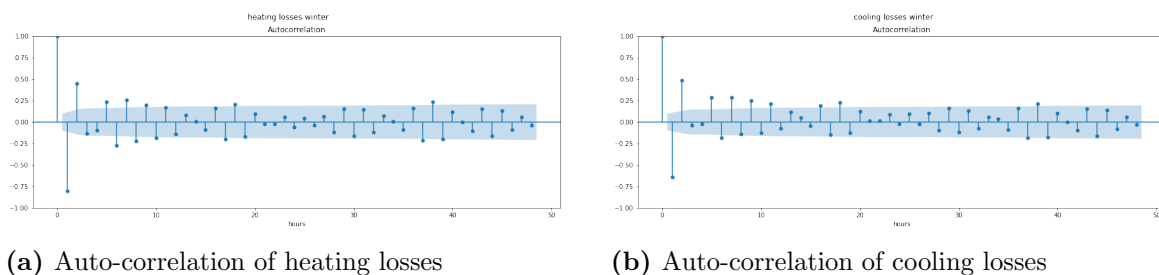 heating losses winter
Autocorrelation
1.00
0.75
0.50
0.25
0.00
−0.25
−0.50
−0.75
−1.00
0 10 20 30 40 50
hours
(a) Auto-correlation of heating losses
cooling losses winter
Autocorrelation
1.00
0.75
0.50
0.25
0.00
−0.25
−0.50
−0.75
−1.00
0 10 20 30 40 50
hours
(b) Auto-correlation of cooling losses